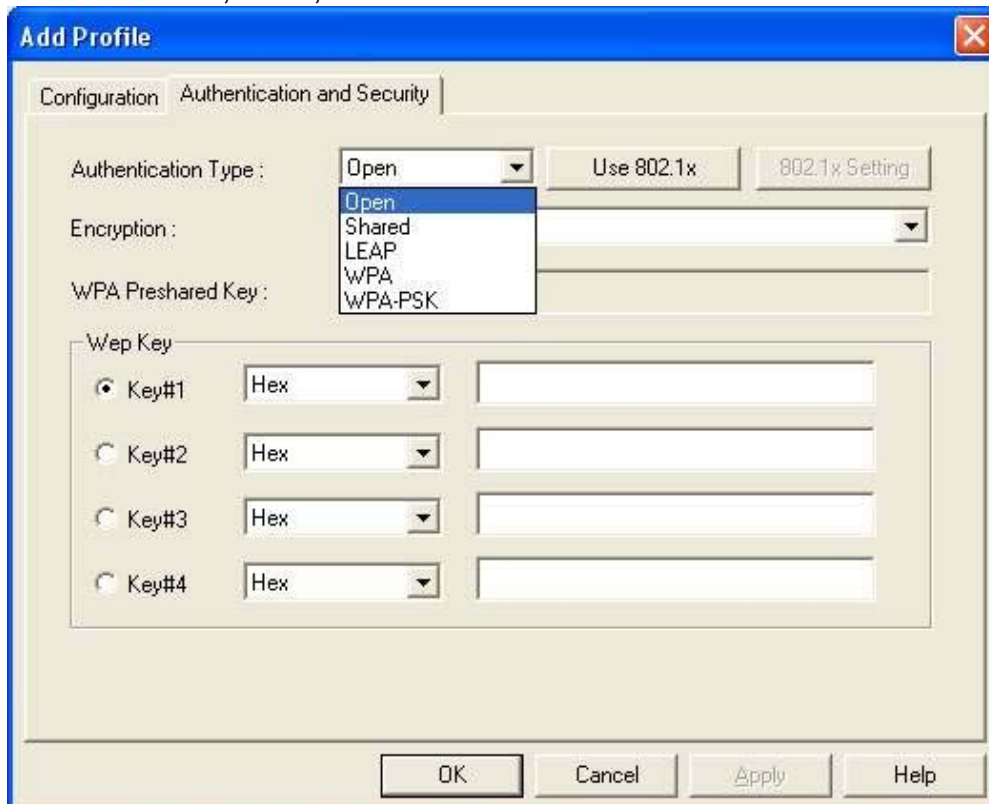 Add Profile
Configuration Authentication and Security
Authentication Type : Open Use 802.1x 802.1x Setting
Open
Shared
LEAP
WPA
WPA-PSK
Encryption :
WPA Preshared Key :
Wep Key
Key#1 Hex
Key#2 Hex
Key#3 Hex
Key#4 Hex
OK Cancel Apply Help